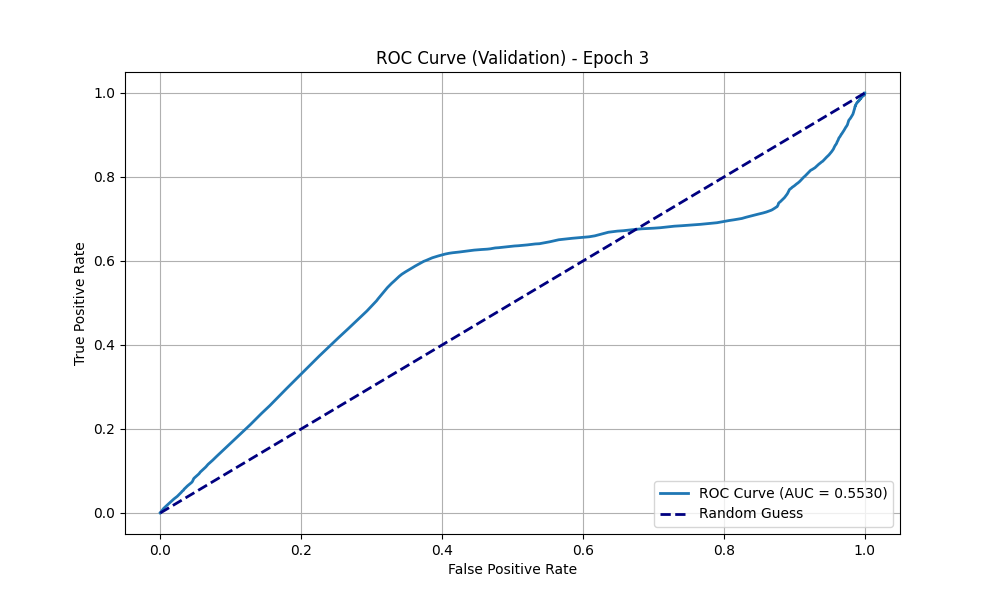 ROC Curve (Validation) - Epoch 3
True Positive Rate
1.0
0.8
0.6
0.4
0.2
0.0
ROC Curve (AUC = 0.5530)
Random Guess
0.0 0.2 0.4 0.6 0.8 1.0
False Positive Rate